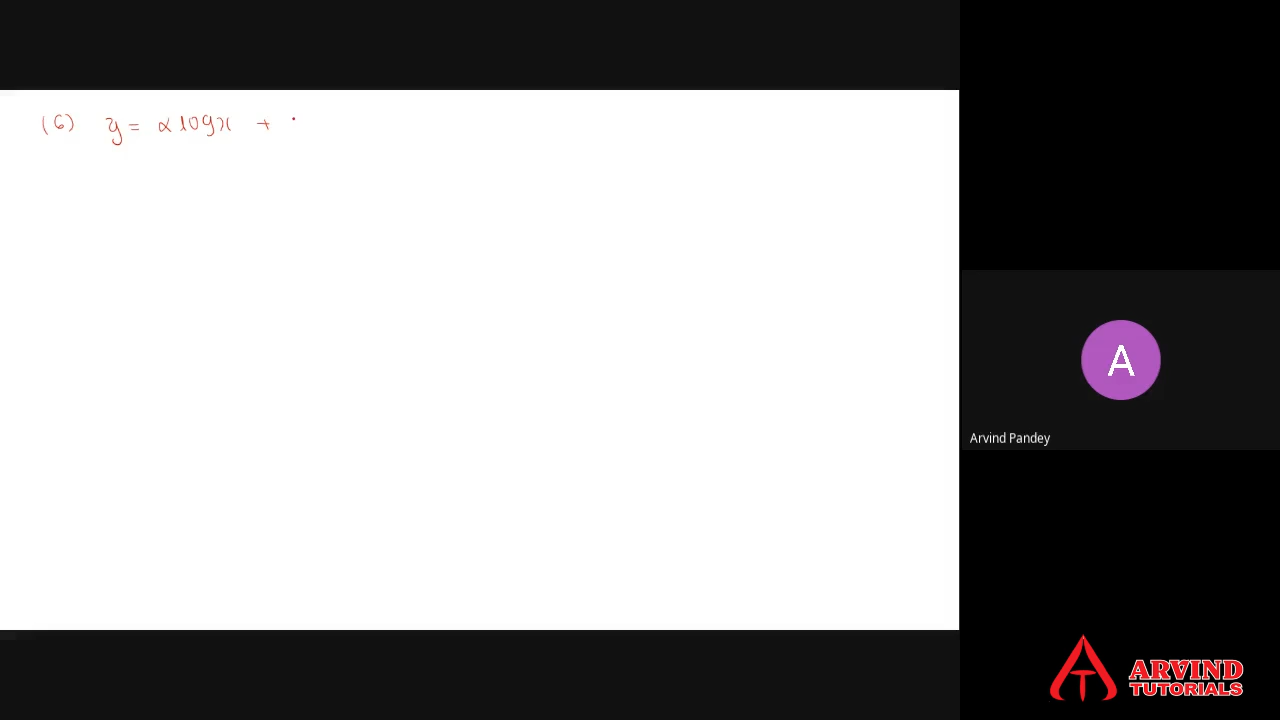 (6) y = α log x +
A
Arvind Pandey
ARVIND
TUTORIALS